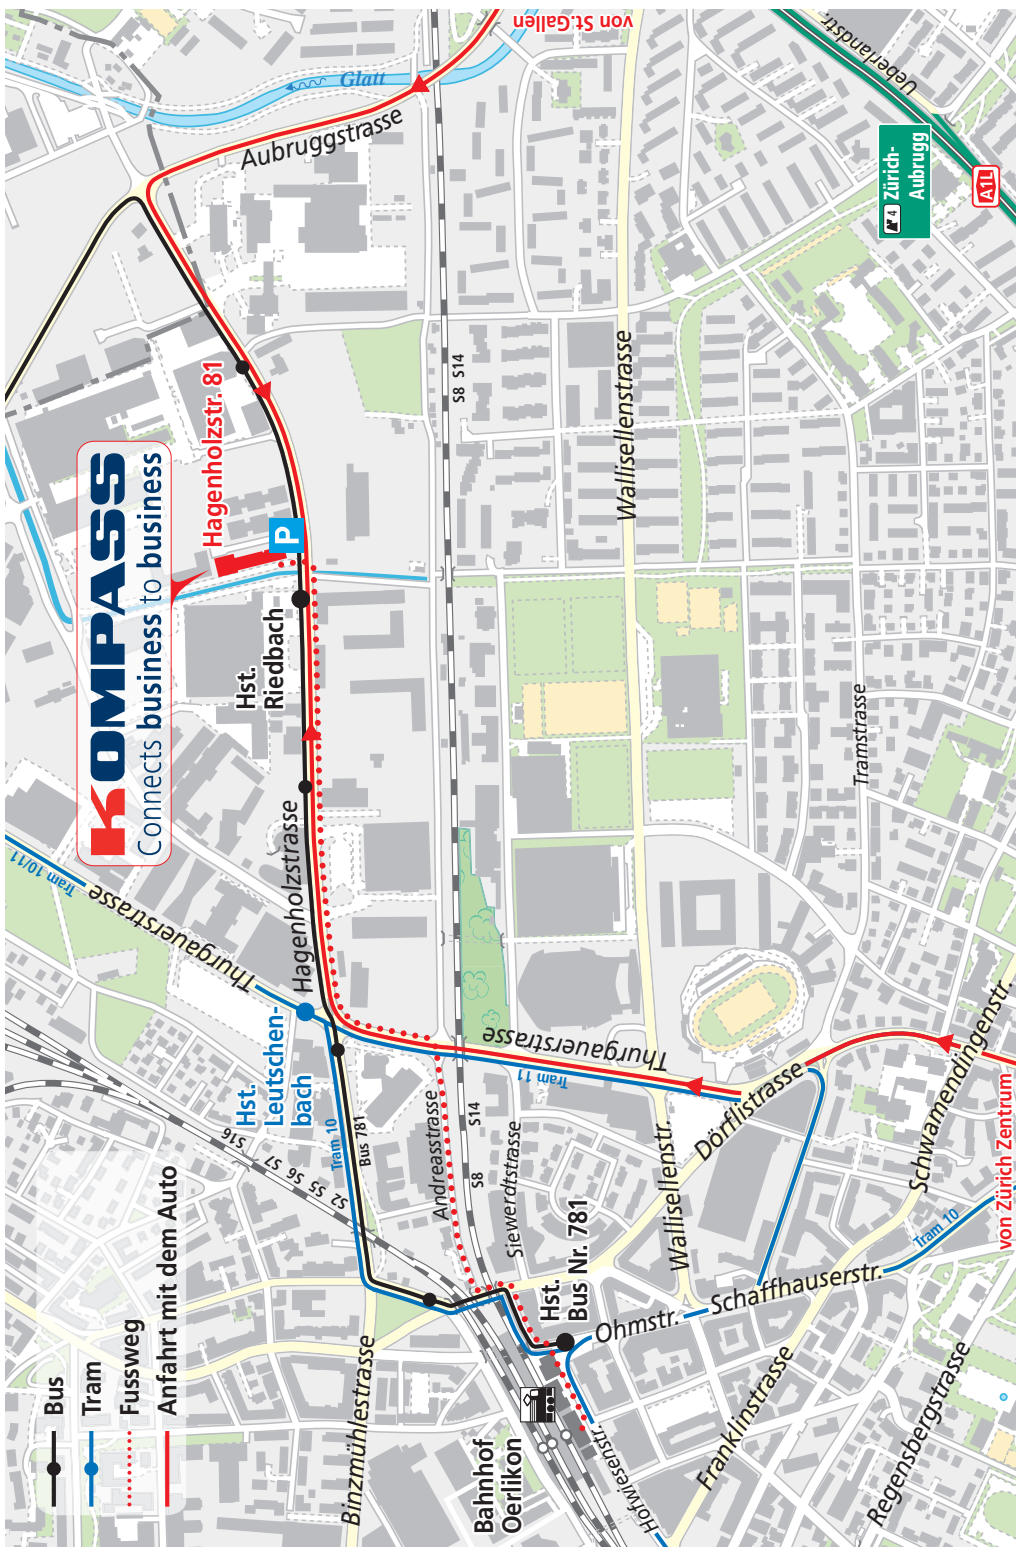 Bus
Tram
Fussweg
Anfahrt mit dem Auto
KOMPASS
Connects business to business
Hagenholzstr. 81
P
Hst.
Riedbach
Hagenholzstrasse
Thurgauerstrasse
Tram 10/11
Hst.
Leutschen-
bach
Tram 10
Bus 781
S16
S7
S6
S5
S2
Aubruggstrasse
Glatt
von St.Gallen
Ueberlandstr.
4 Zürich-
Aubrugg
A1L
S8 S14
Wallisellenstrasse
Tramstrasse
Thurgauerstrasse
Tram 11
Andreasstrasse
S8
S14
Siewerdtstrasse
Dörflistrasse
Wallisellenstr.
Schwamendingenstr.
von Zürich Zentrum
Tram 10
Schaffhauserstr.
Ohmstr.
Hst.
Bus Nr. 781
Bahnhof
Oerlikon
Binzmühlestrasse
Hofwiesenstr.
Franklinstrasse
Regensbergstrasse